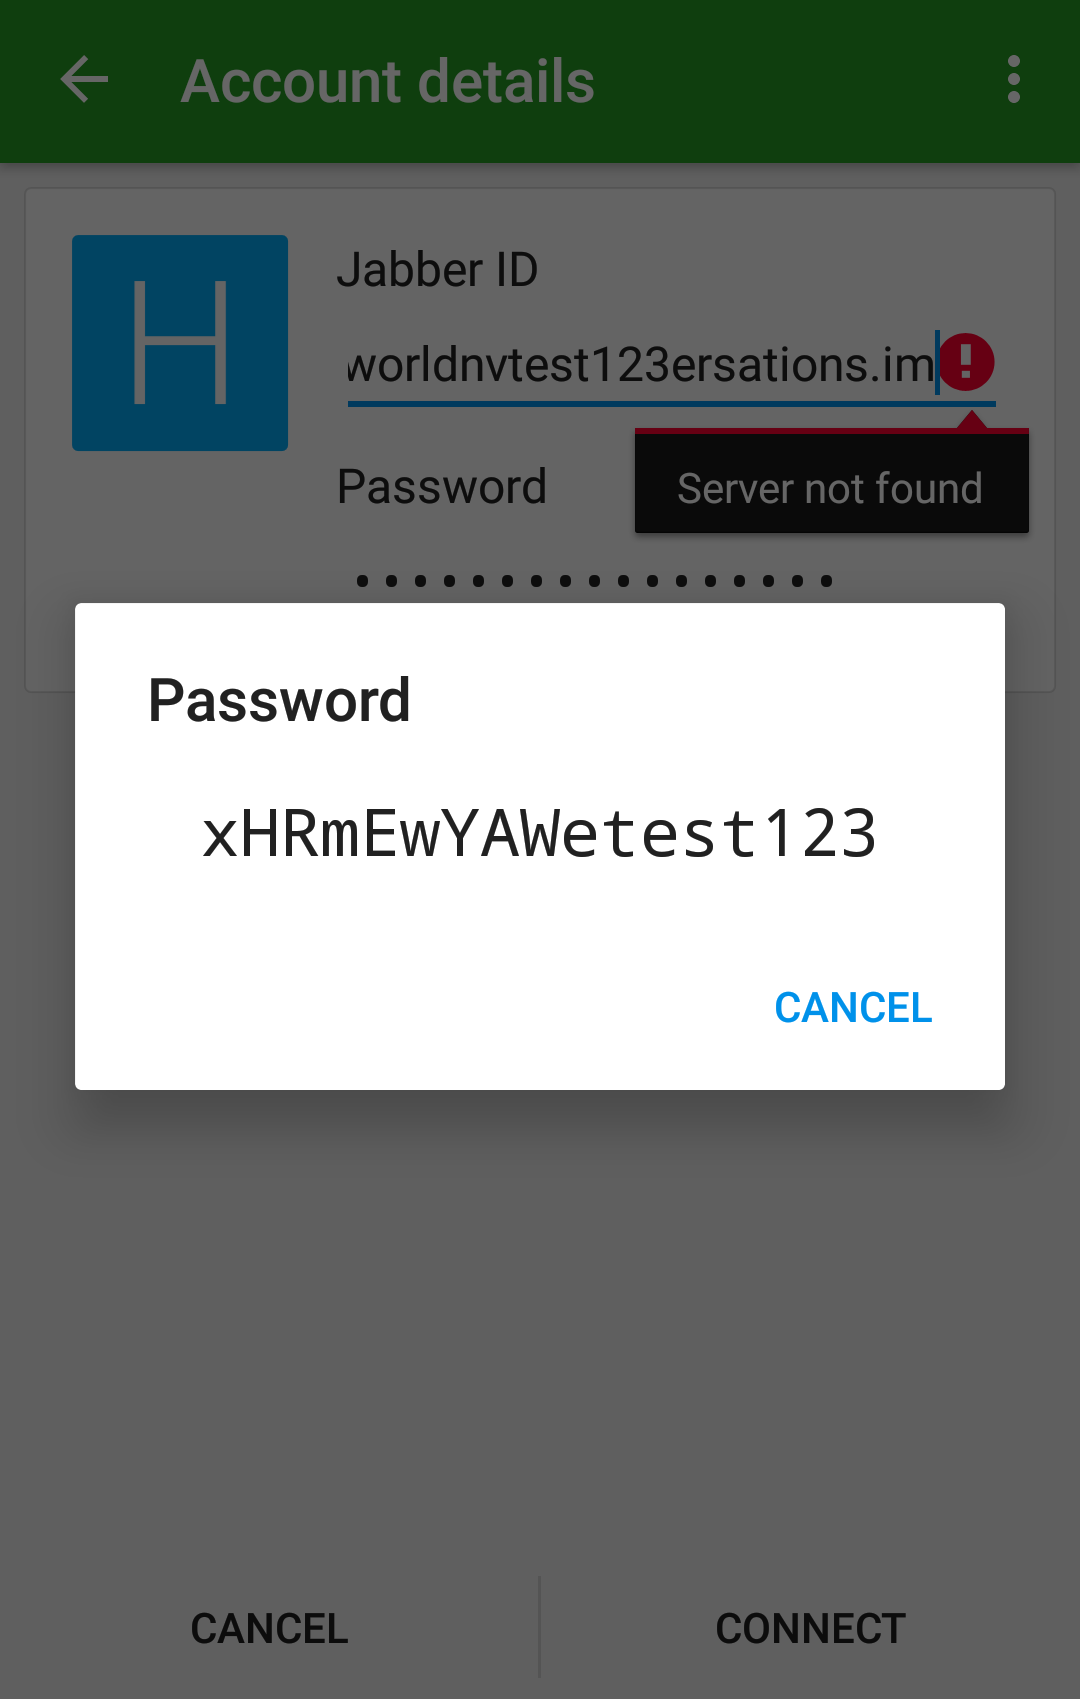 Account details
H
Jabber ID
worldnvtest123ersations.im
Password
Server not found
Password
xHRmEwYAWetest123
CANCEL
CANCEL
CONNECT